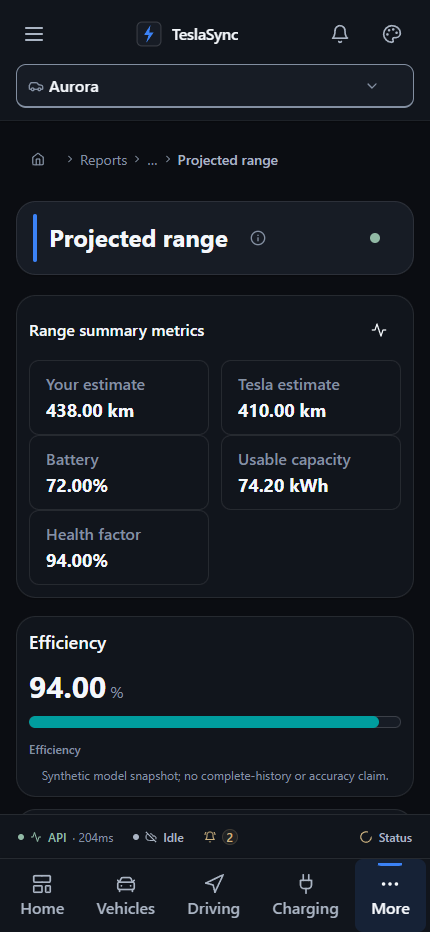 TeslaSync
Aurora
Reports
...
Projected range
Projected range
Range summary metrics
Your estimate
438.00 km
Tesla estimate
410.00 km
Battery
72.00%
Usable capacity
74.20 kWh
Health factor
94.00%
Efficiency
94.00 %
Efficiency
Synthetic model snapshot; no complete-history or accuracy claim.
API · 204ms
Idle
2
Status
Home
Vehicles
Driving
Charging
More